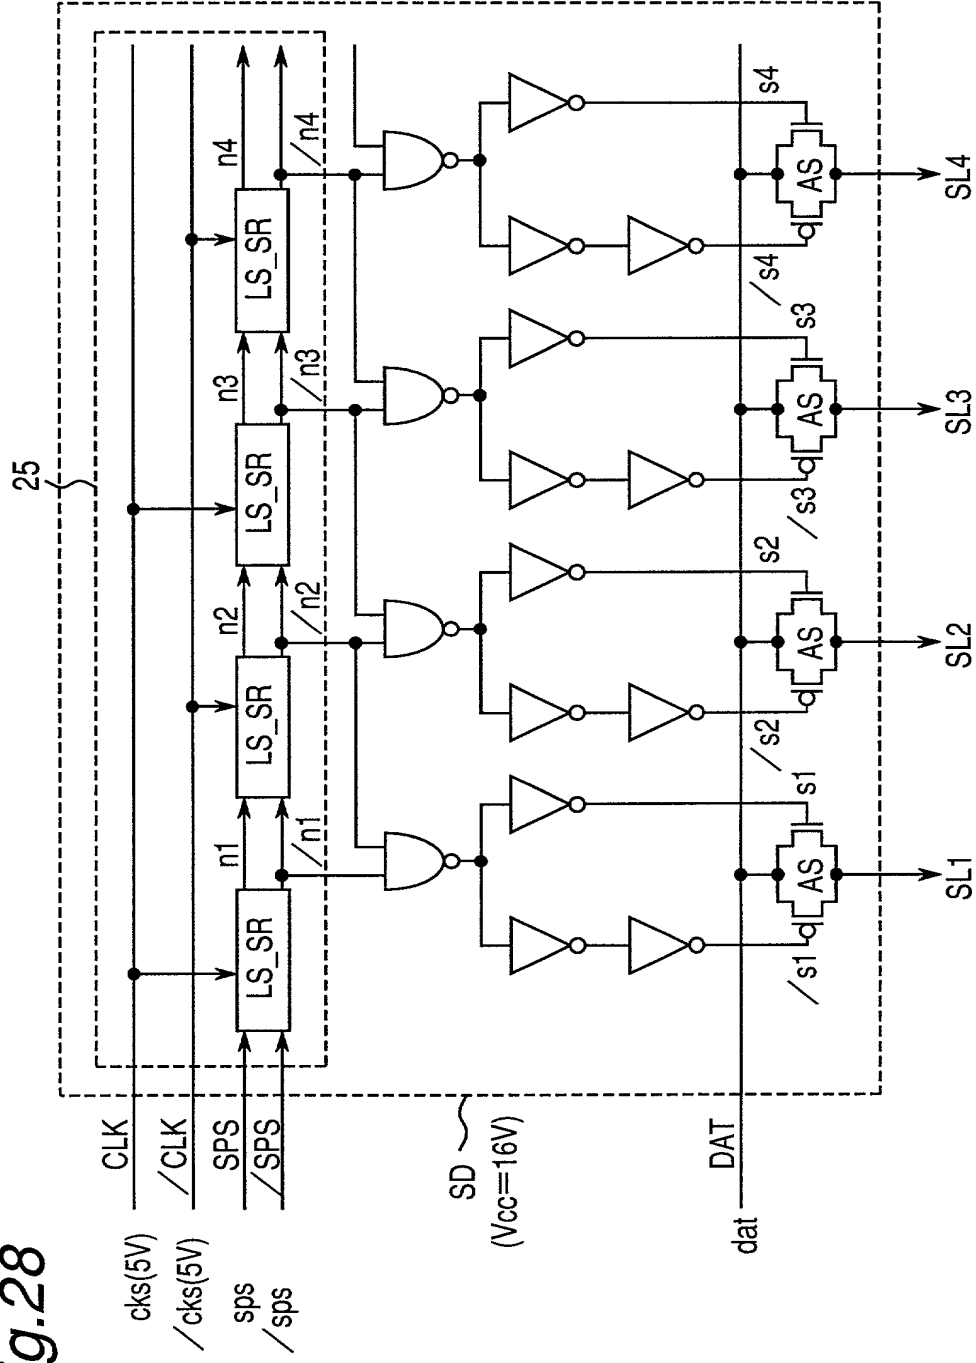 Fig.28
25
cks(5V)
CLK
/cks(5V)
/CLK
sps
SPS
/sps
/SPS
LS_SR
n1
/n1
LS_SR
n2
/n2
LS_SR
n3
/n3
LS_SR
n4
/n4
SD
(Vcc=16V)
dat
DAT
/s1
s1
/s2
s2
/s3
s3
/s4
s4
AS
AS
AS
AS
SL1
SL2
SL3
SL4